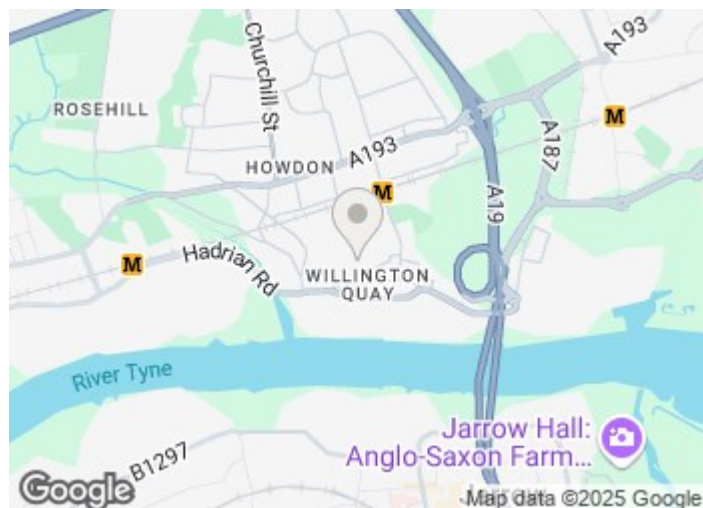 A193
Churchill St
ROSEHILL
M
A187
HOWDON
A193
M
A19
M
Hadrian Rd
WILLINGTON
QUAY
River Tyne
Jarrow Hall:
Anglo-Saxon Farm...
B1297
Jarrow
Google
Map data ©2025 Google